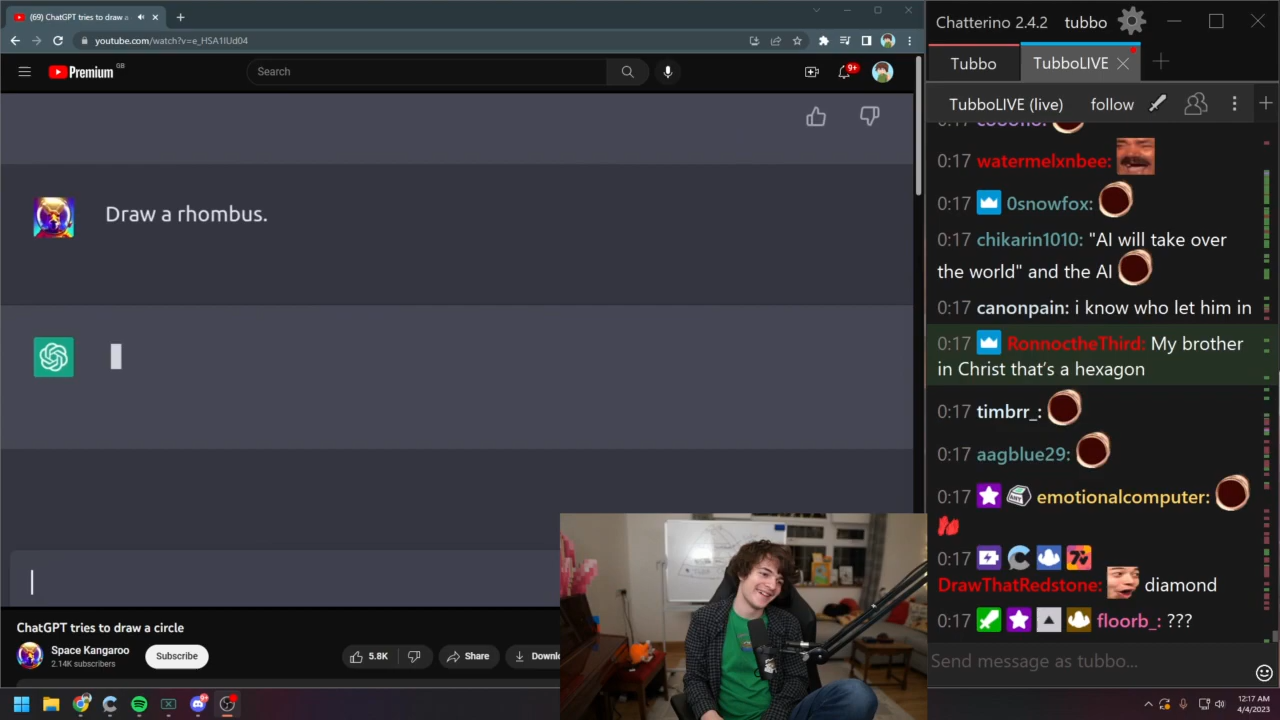 (69) ChatGPT tries to draw a
youtube.com/watch?v=e_HSA1lUd04
Premium GB
Search
9+
Draw a rhombus.
ChatGPT tries to draw a circle
Space Kangaroo
2.14K subscribers
Subscribe
5.8K
Share
Downlo
Chatterino 2.4.2 tubbo
Tubbo
TubboLIVE
TubboLIVE (live) follow
0:17 watermelxnbee:
0:17 0snowfox:
0:17 chikarin1010: "AI will take over
the world" and the AI
0:17 canonpain: i know who let him in
0:17 RonnoctheThird: My brother
in Christ that's a hexagon
0:17 timbrr_:
0:17 aagblue29:
0:17 emotionalcomputer:
0:17
DrawThatRedstone: diamond
0:17 floorb_: ???
Send message as tubbo...
12:17 AM
4/4/2023